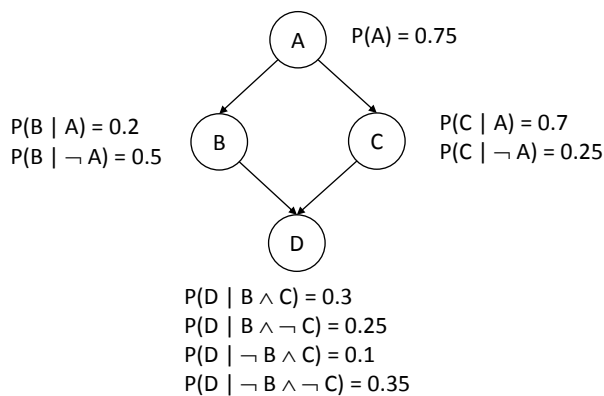 A
P(A) = 0.75
P(B | A) = 0.2
P(B | ¬ A) = 0.5
B
C
P(C | A) = 0.7
P(C | ¬ A) = 0.25
D
P(D | B ∧ C) = 0.3
P(D | B ∧ ¬ C) = 0.25
P(D | ¬ B ∧ C) = 0.1
P(D | ¬ B ∧ ¬ C) = 0.35